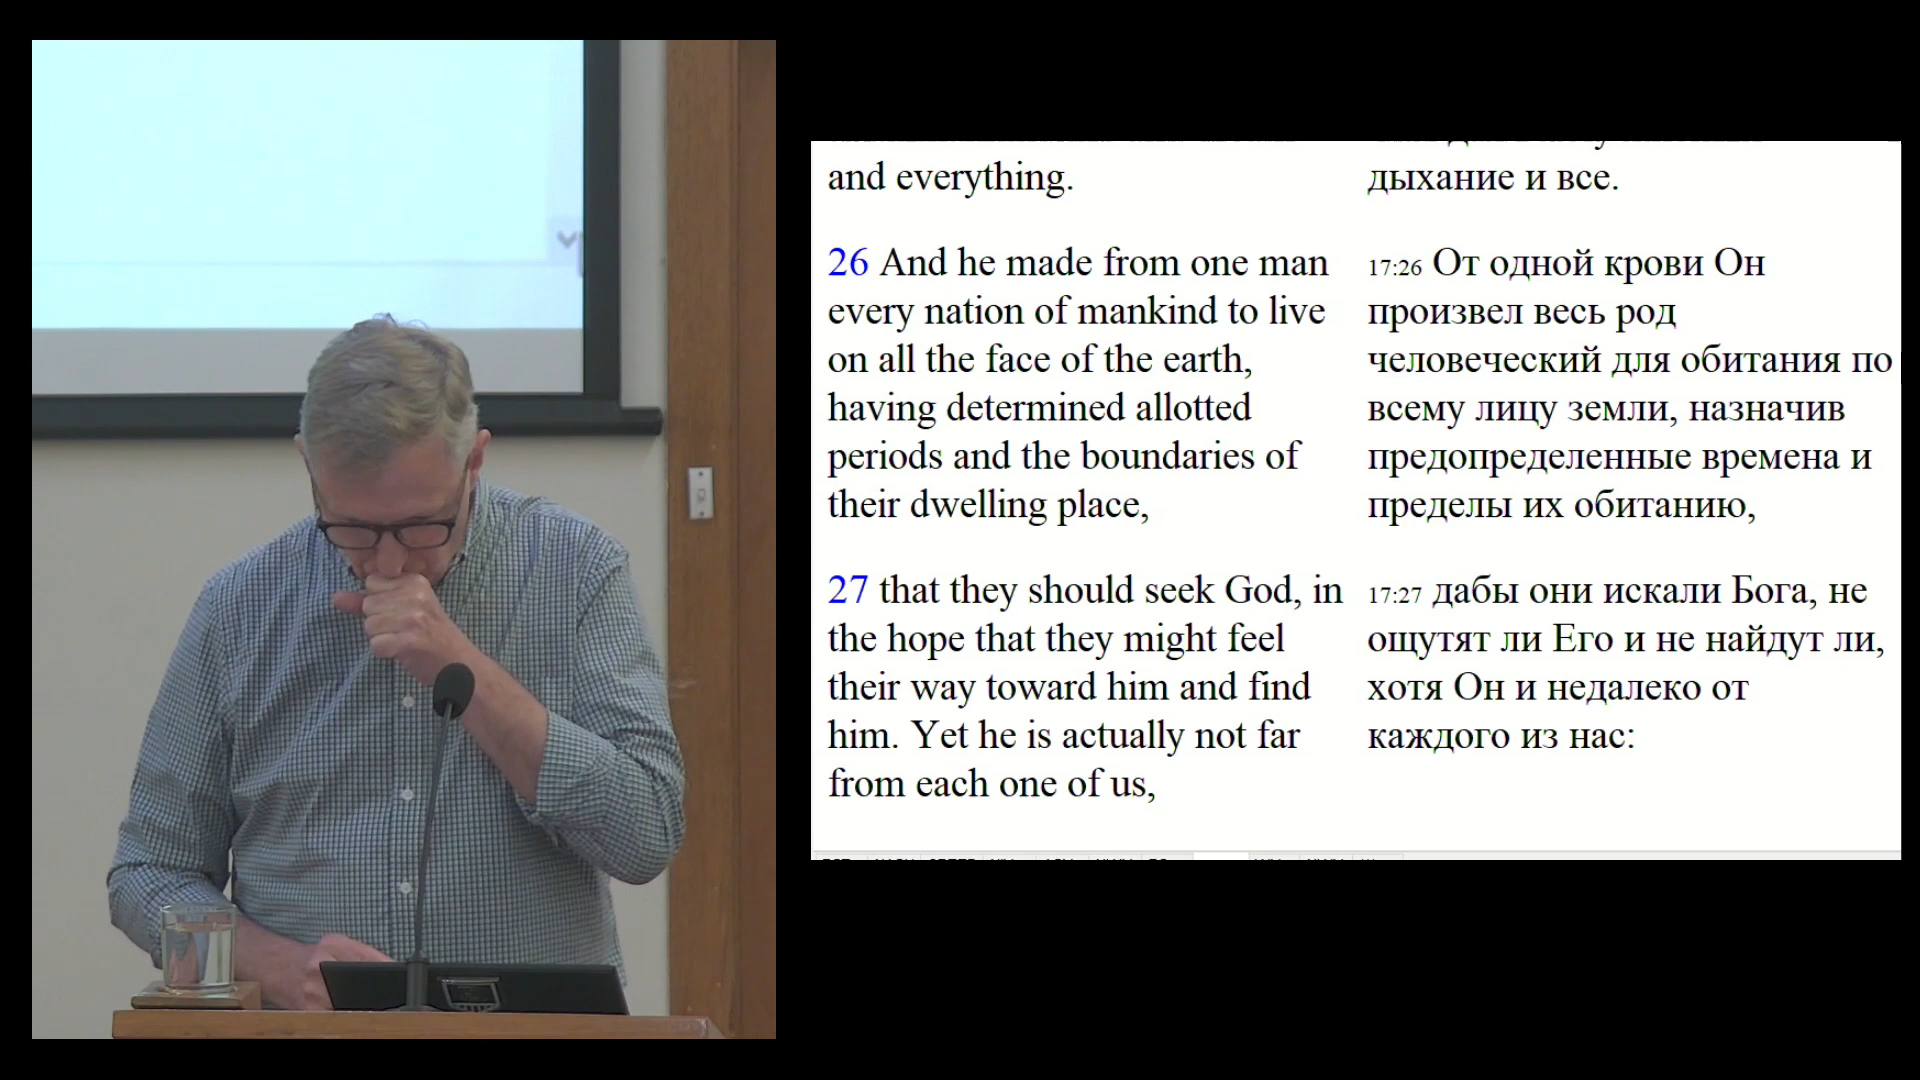 and everything.
26 And he made from one man
every nation of mankind to live
on all the face of the earth,
having determined allotted
periods and the boundaries of
their dwelling place,
27 that they should seek God, in
the hope that they might feel
their way toward him and find
him. Yet he is actually not far
from each one of us,
дыхание и все.
17:26 От одной крови Он
произвел весь род
человеческий для обитания по
всему лицу земли, назначив
предопределенные времена и
пределы их обитанию,
17:27 дабы они искали Бога, не
ощутят ли Его и не найдут ли,
хотя Он и недалеко от
каждого из нас: